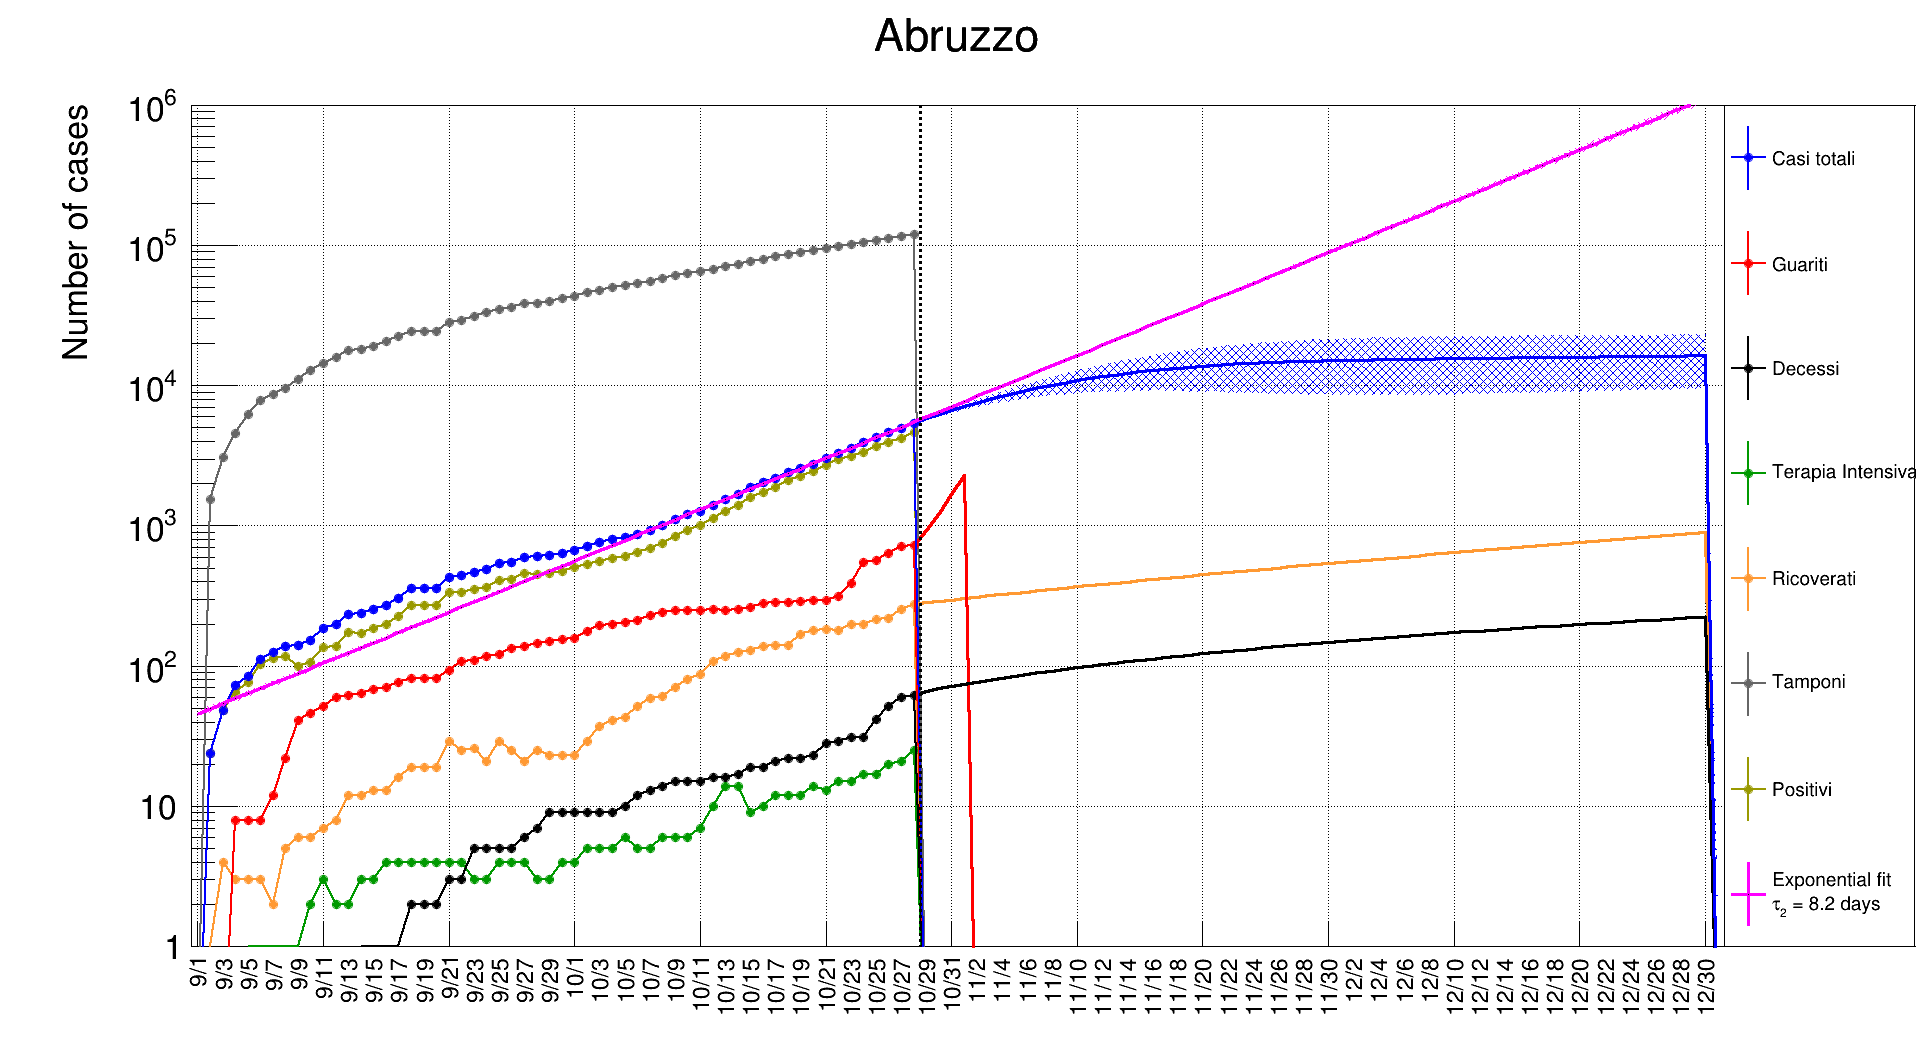 Abruzzo
Number of cases
10^6
10^5
10^4
10^3
10^2
10
1
9/1 9/3 9/5 9/7 9/9 9/11 9/13 9/15 9/17 9/19 9/21 9/23 9/25 9/27 9/29 10/1 10/3 10/5 10/7 10/9 10/11 10/13 10/15 10/17 10/19 10/21 10/23 10/25 10/27 10/29 10/31 11/2 11/4 11/6 11/8 11/10 11/12 11/14 11/16 11/18 11/20 11/22 11/24 11/26 11/28 11/30 12/2 12/4 12/6 12/8 12/10 12/12 12/14 12/16 12/18 12/20 12/22 12/24 12/26 12/28 12/30
Casi totali
Guariti
Decessi
Terapia Intensiva
Ricoverati
Tamponi
Positivi
Exponential fit
τ₂ = 8.2 days